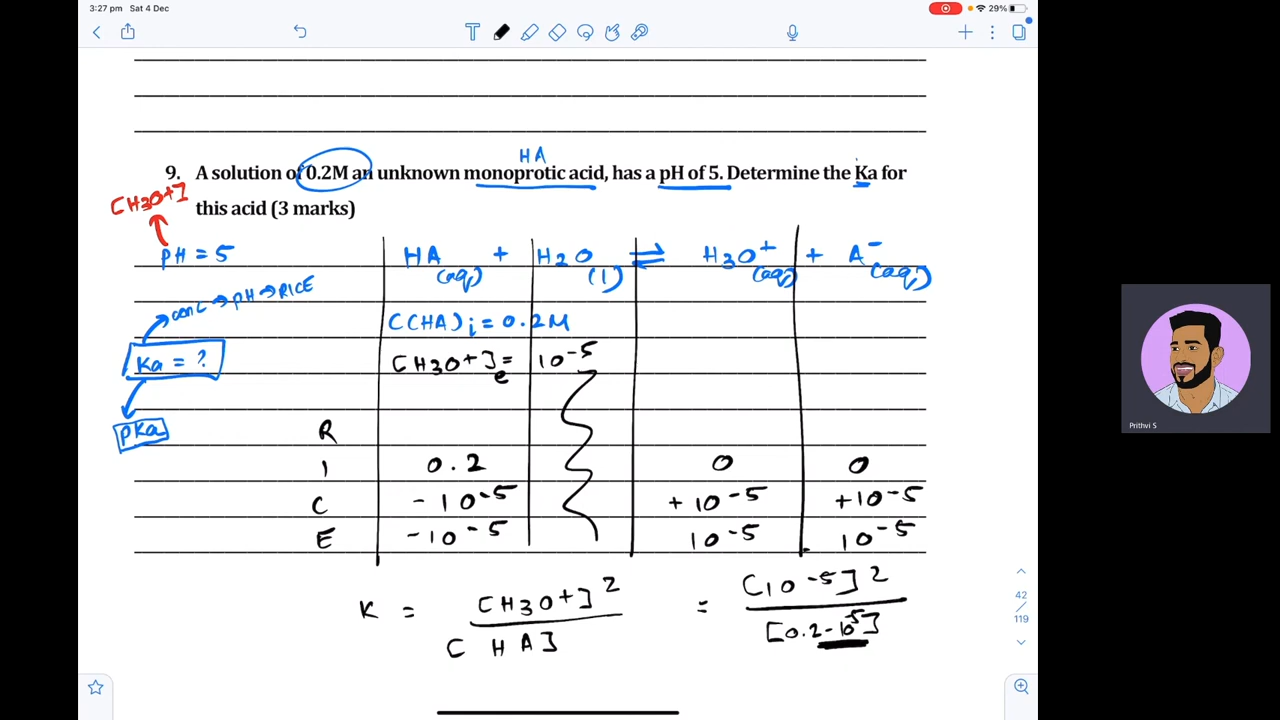 3:27 pm Sat 4 Dec
29%
HA
9. A solution of 0.2M an unknown monoprotic acid, has a pH of 5. Determine the Ka for
this acid (3 marks)
[H3O+]
pH = 5
HA(aq) + H2O(l) ⇌ H3O+(aq) + A-(aq)
conc → pH → RICE
C(HA)i = 0.2M
Ka = ?
[H3O+]e = 10-5
pKa
R
I 0.2 0 0
C -10-5 +10-5 +10-5
E -10-5 10-5 10-5
K = [H3O+]2 / [HA] = [10-5]2 / [0.2-10-5]
42
/
119
Prithvi S